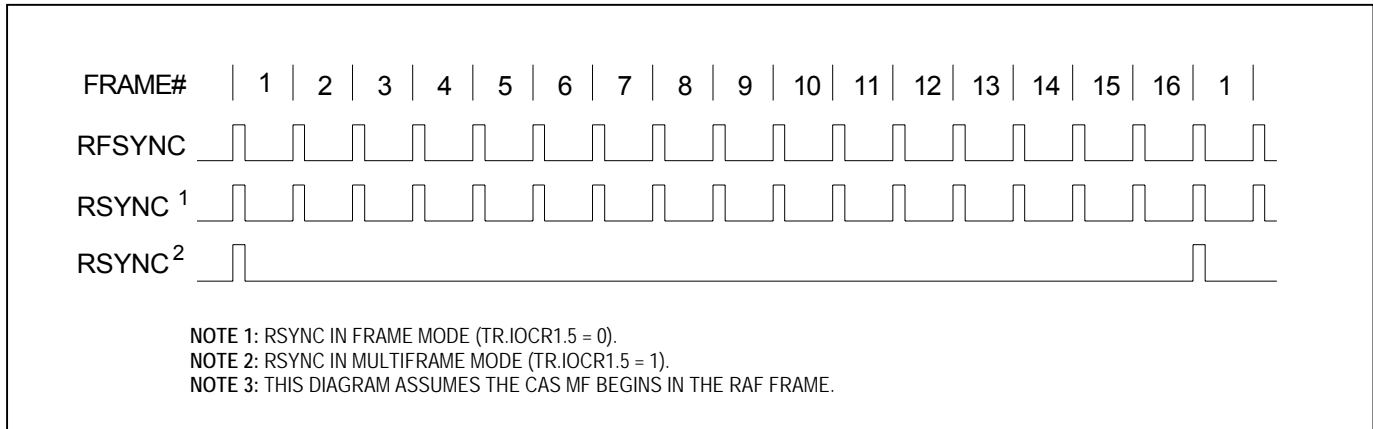 FRAME# 1 2 3 4 5 6 7 8 9 10 11 12 13 14 15 16 1
RFSYNC
RSYNC 1
RSYNC 2
NOTE 1: RSYNC IN FRAME MODE (TR.IOCR1.5 = 0).
NOTE 2: RSYNC IN MULTIFRAME MODE (TR.IOCR1.5 = 1).
NOTE 3: THIS DIAGRAM ASSUMES THE CAS MF BEGINS IN THE RAF FRAME.